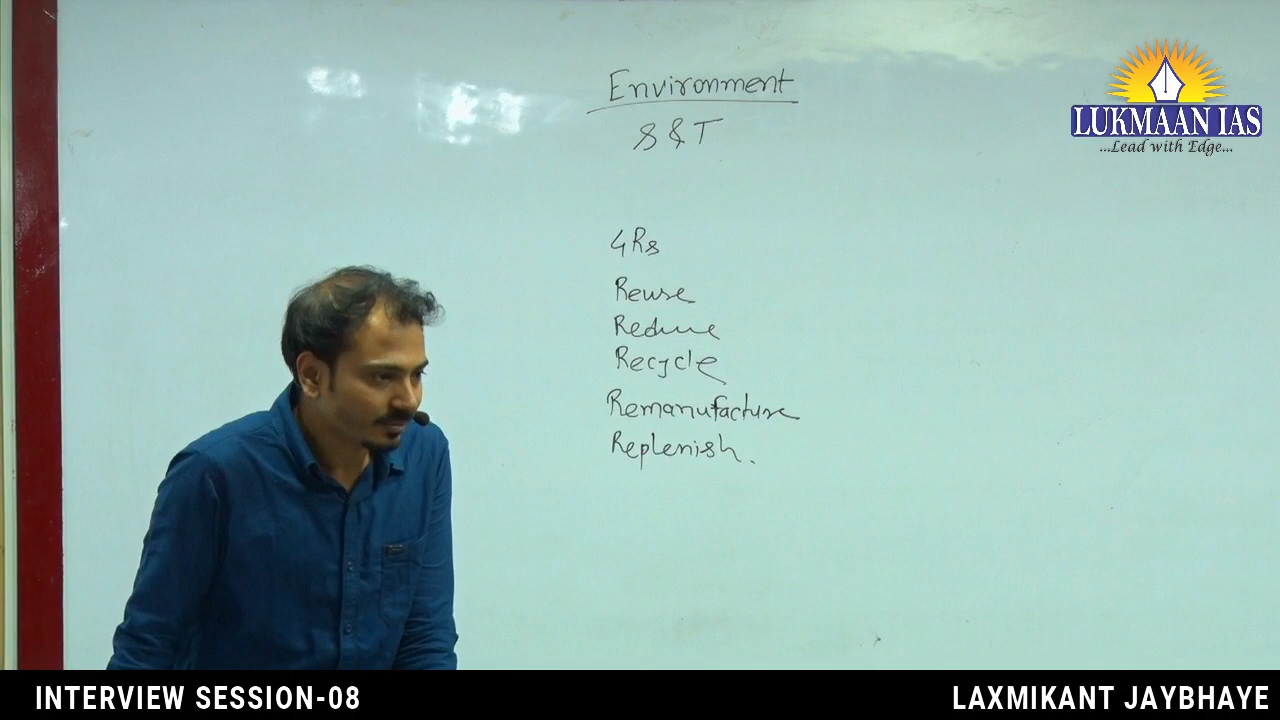 Environment
S & T
4Rs
Reuse
Reduce
Recycle
Remanufacture
Replenish.
LUKMAAN IAS
...Lead with Edge...
INTERVIEW SESSION-08
LAXMIKANT JAYBHAYE